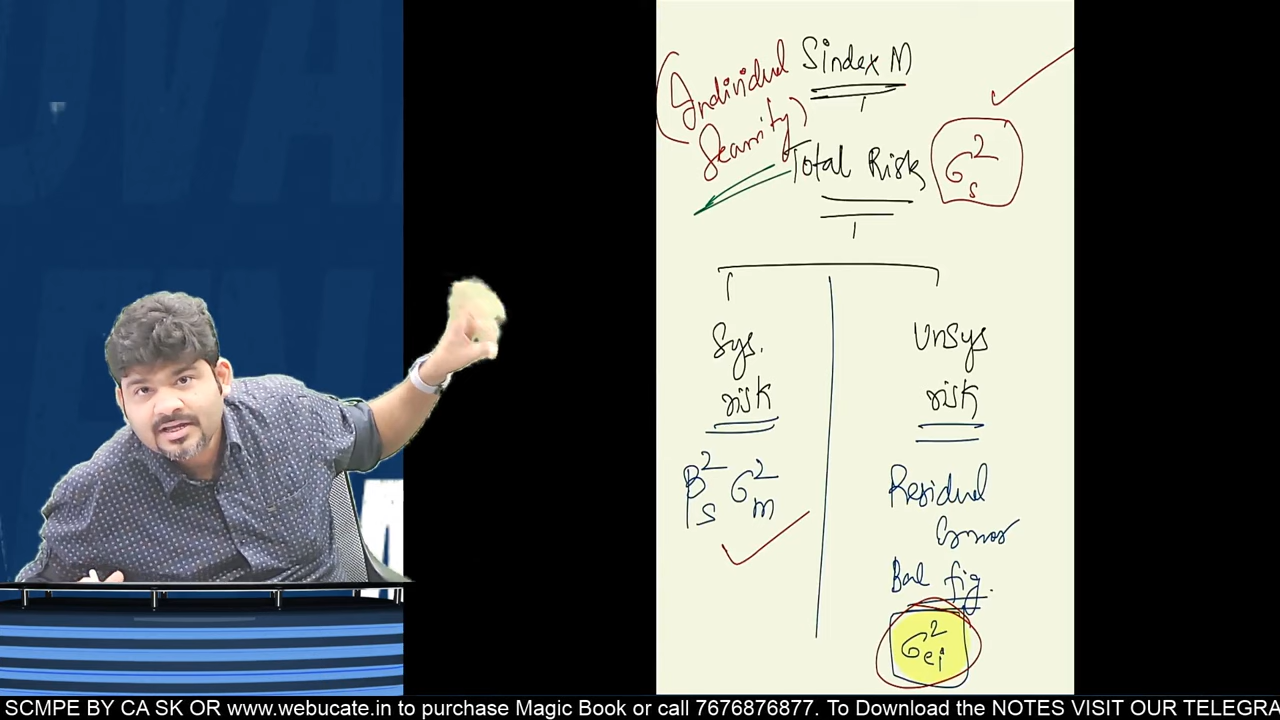 (Individual
Security)
Sindex M
Total Risk σ²s
Sys.
risk
β²s σ²m
UnSys
risk
Residual
Error
Bal fig.
σ²ei
SCMPE BY CA SK OR www.webucate.in to purchase Magic Book or call 7676876877. To Download the NOTES VISIT OUR TELEGRA